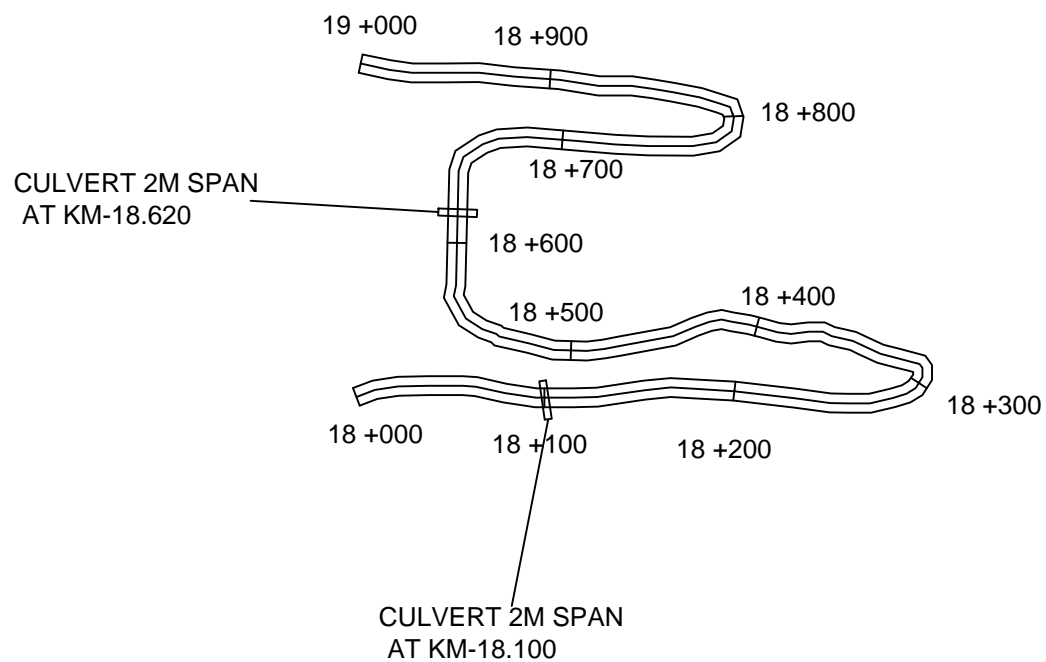 19 +000
18 +900
18 +800
18 +700
CULVERT 2M SPAN
AT KM-18.620
18 +600
18 +400
18 +500
18 +300
18 +000
18 +100
18 +200
CULVERT 2M SPAN
AT KM-18.100